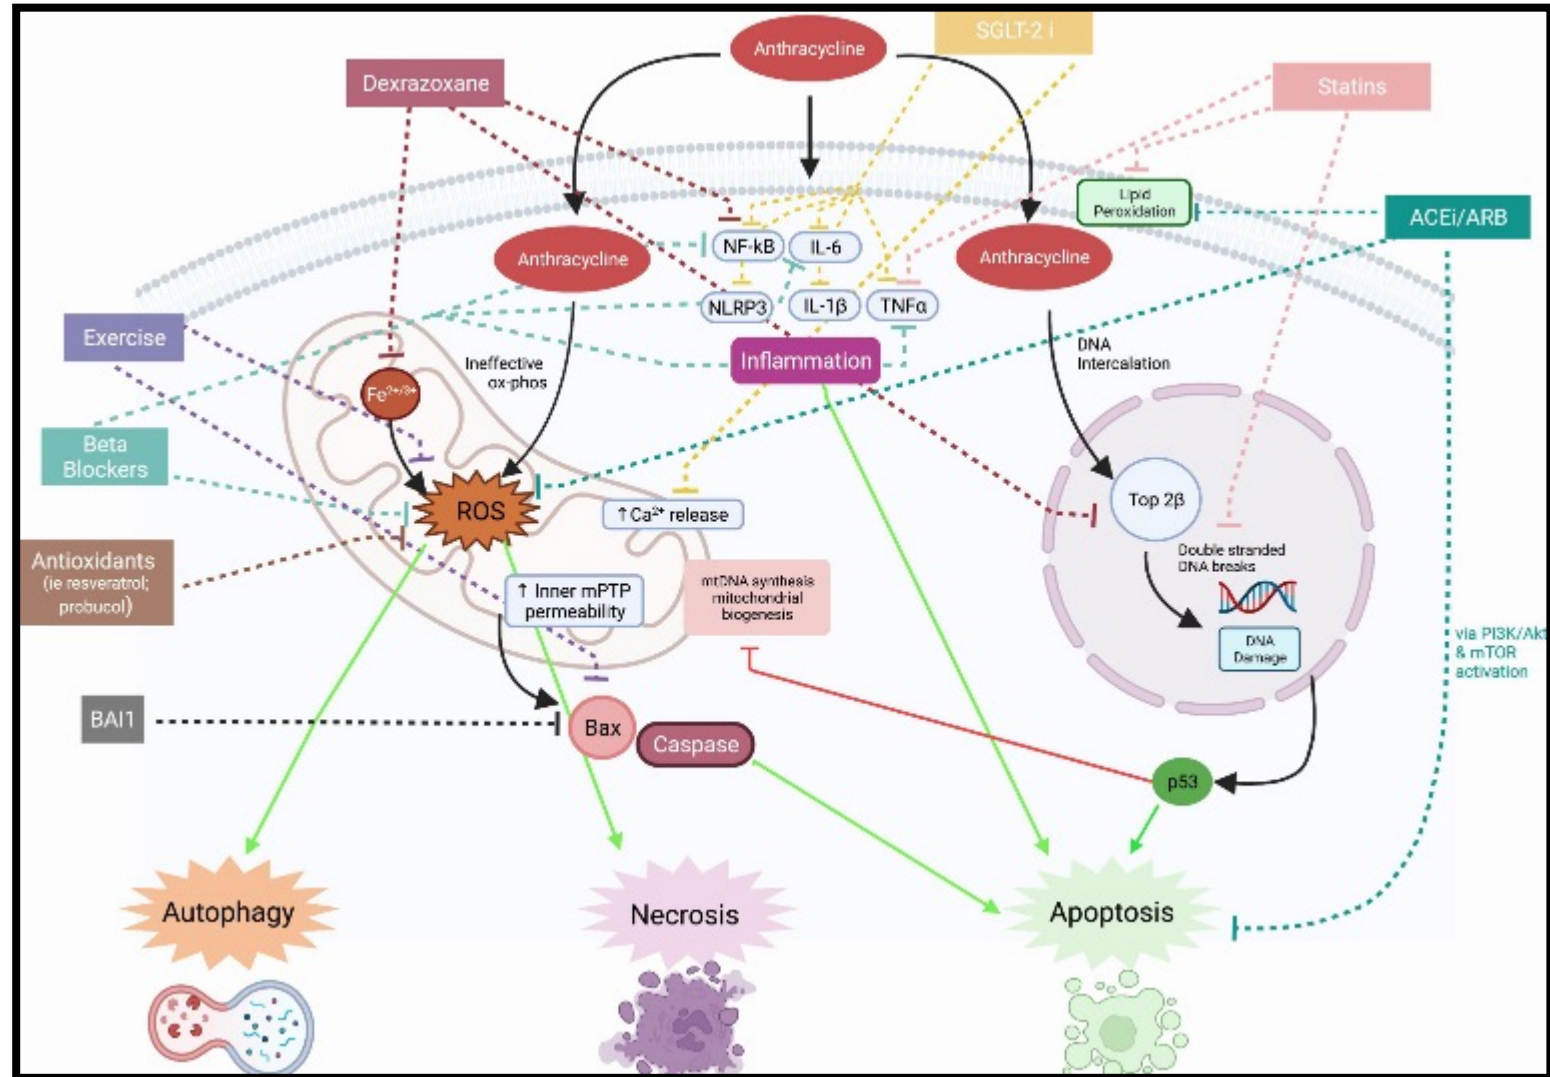 SGLT-2 i
Anthracycline
Dexrazoane
Statins
Lipid
Peroxidation
ACEi/ARB
NF-kB
IL-6
Anthracycline
Anthracycline
NLRP3
IL-1β
TNFα
Exercise
Inflammation
DNA
Intercalation
Ineffective
ox-phos
Fe²⁺/³⁺
Beta
Blockers
Top 2β
ROS
↑Ca²⁺ release
Antioxidants
(ie resveratrol;
probucol)
Double stranded
DNA breaks
↑ Inner mPTP
permeability
mtDNA synthesis
mitochondrial
biogenesis
DNA
Damage
via PI3K/Akt
& mTOR
activation
BAI1
Bax
Caspase
p53
Autophagy
Necrosis
Apoptosis